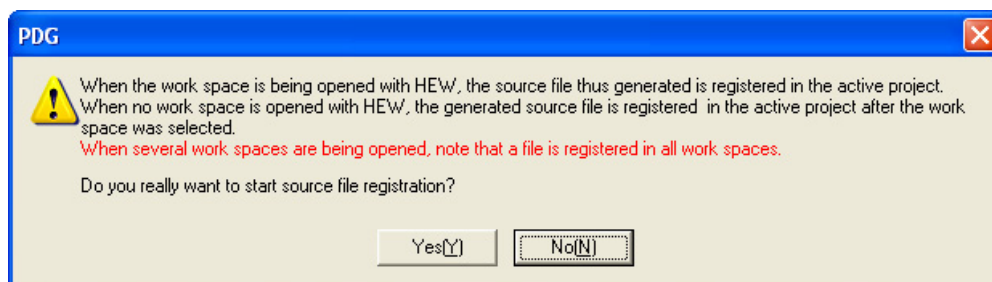 PDG
When the work space is being opened with HEW, the source file thus generated is registered in the active project.
When no work space is opened with HEW, the generated source file is registered  in the active project after the work
space was selected.
When several work spaces are being opened, note that a file is registered in all work spaces.
Do you really want to start source file registration?
Yes(Y)
No(N)